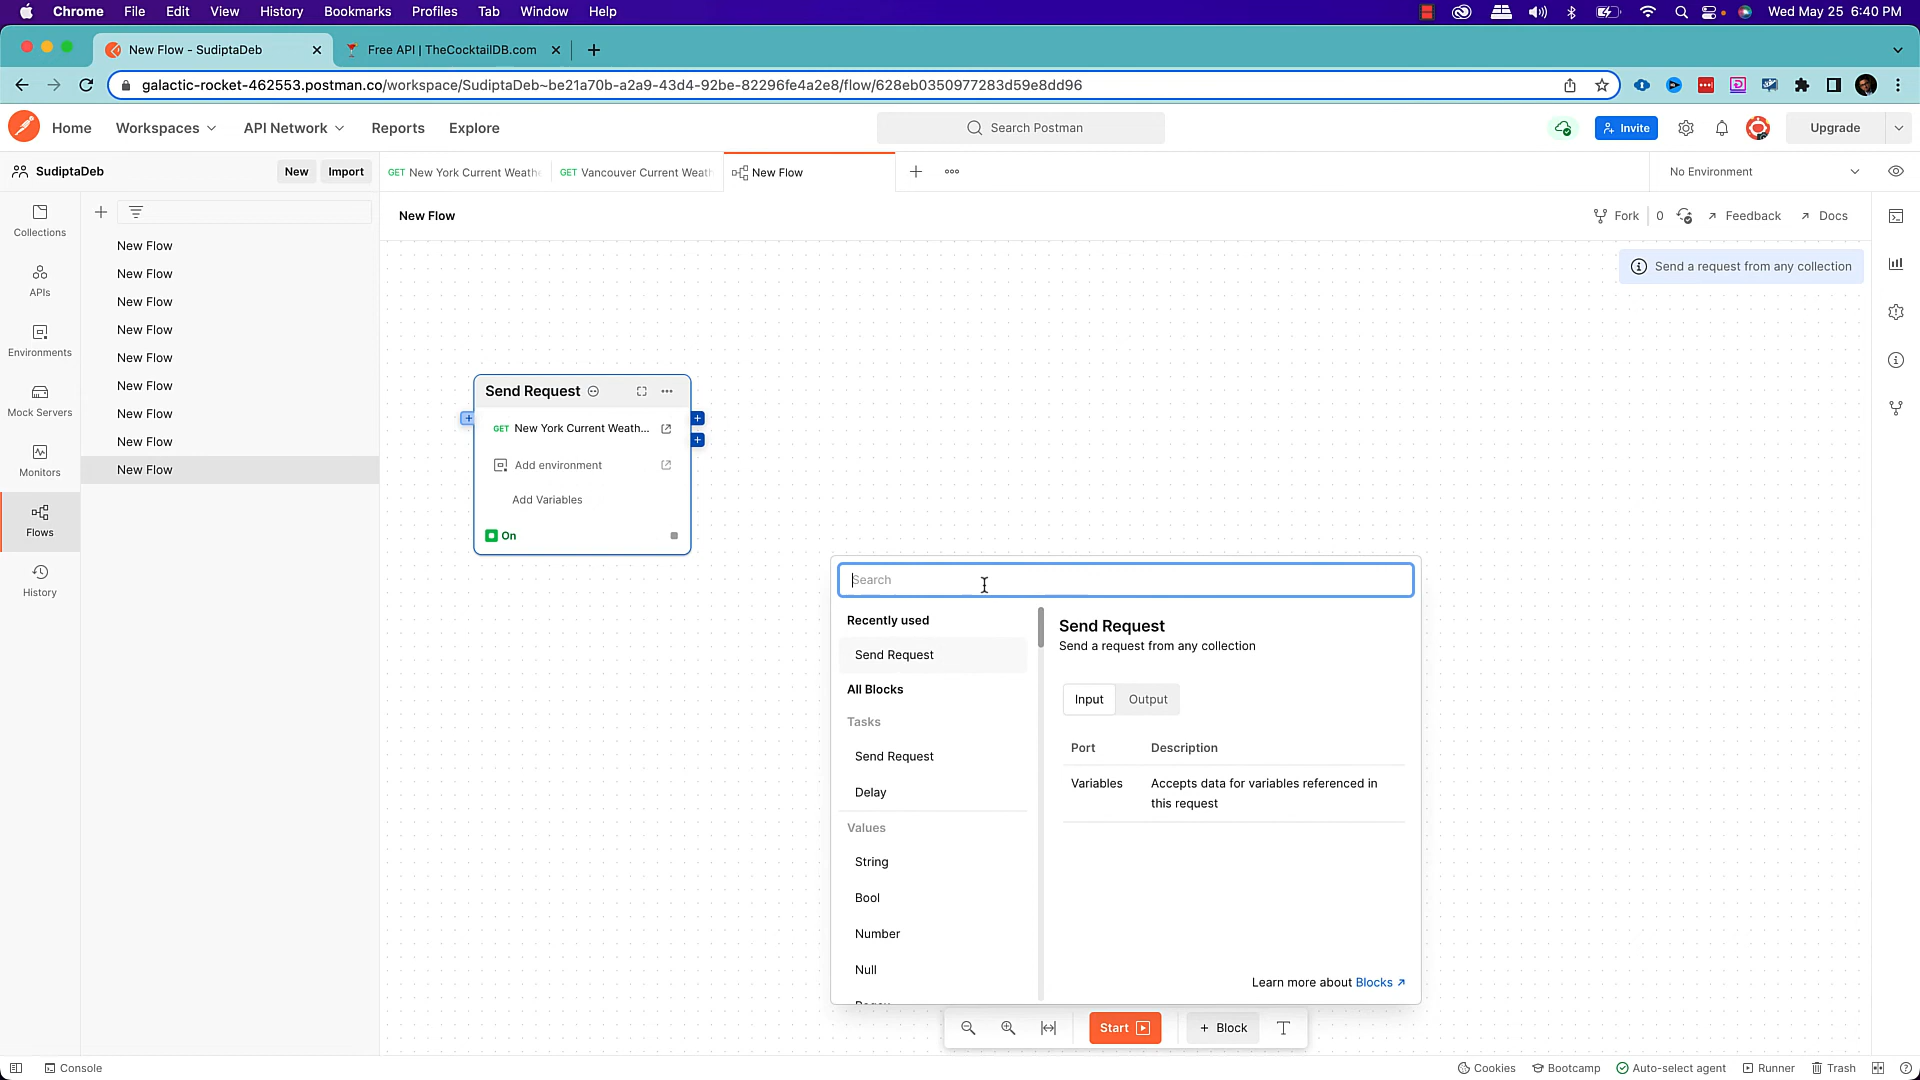 Chrome File Edit View History Bookmarks Profiles Tab Window Help Wed May 25 6:40 PM
New Flow - SudiptaDeb Free API | TheCocktailDB.com
galactic-rocket-462553.postman.co/workspace/SudiptaDeb~be21a70b-a2a9-43d4-92be-82296fe4a2e8/flow/628eb0350977283d59e8dd96
Home Workspaces API Network Reports Explore Search Postman Invite Upgrade
SudiptaDeb New Import GET New York Current Weathe GET Vancouver Current Weath New Flow No Environment
Collections
APIs
Environments
Mock Servers
Monitors
Flows
History
New Flow
New Flow
New Flow
New Flow
New Flow
New Flow
New Flow
New Flow
New Flow
New Flow Fork 0 Feedback Docs
Send a request from any collection
Send Request
GET New York Current Weath...
Add environment
Add Variables
On
Search
Recently used
Send Request
All Blocks
Tasks
Send Request
Delay
Values
String
Bool
Number
Null
Send Request
Send a request from any collection
Input Output
Port Description
Variables Accepts data for variables referenced in
this request
Learn more about Blocks
Start + Block T
Console Cookies Bootcamp Auto-select agent Runner Trash